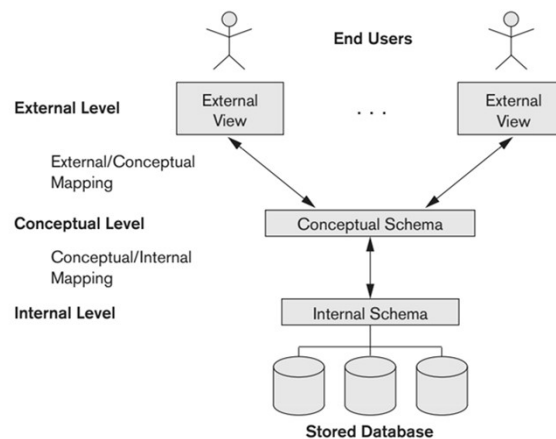 End Users
External Level
External
View
. . .
External
View
External/Conceptual
Mapping
Conceptual Level
Conceptual Schema
Conceptual/Internal
Mapping
Internal Level
Internal Schema
Stored Database